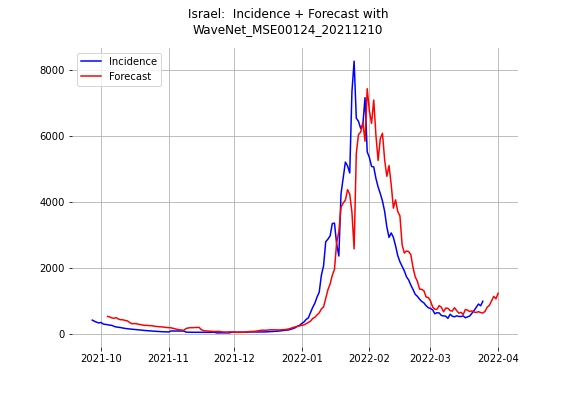 Israel:  Incidence + Forecast with
WaveNet_MSE00124_20211210
Incidence
Forecast
8000
6000
4000
2000
0
2021-10 2021-11 2021-12 2022-01 2022-02 2022-03 2022-04